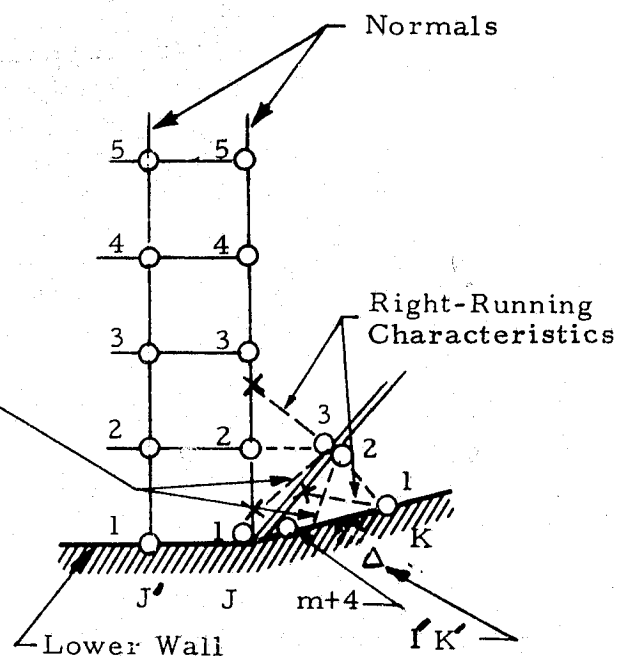 Normals
5 5
4 4
3 3
Right-Running
Characteristics
3
2 2 2
1
1 1
K
Δ
J' J m+4
I' K'
Lower Wall